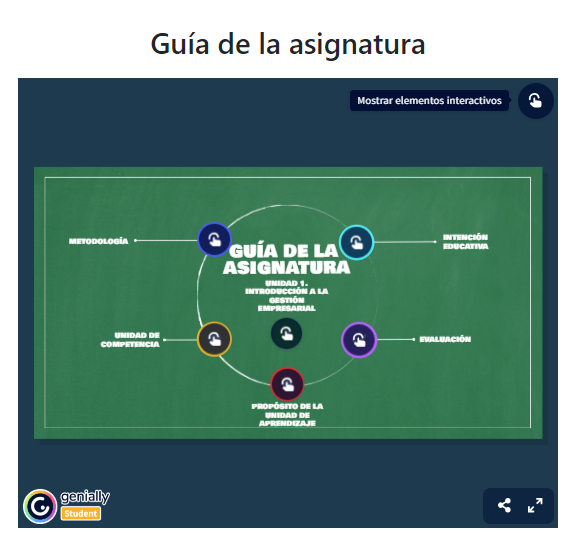 Guía de la asignatura
Mostrar elementos interactivos
METODOLOGÍA
INTENCIÓN
EDUCATIVA
GUÍA DE LA
ASIGNATURA
UNIDAD 1.
INTRODUCCIÓN A LA
GESTIÓN
EMPRESARIAL
UNIDAD DE
COMPETENCIA
EVALUACIÓN
PROPÓSITO DE LA
UNIDAD DE
APRENDIZAJE
genially
Student